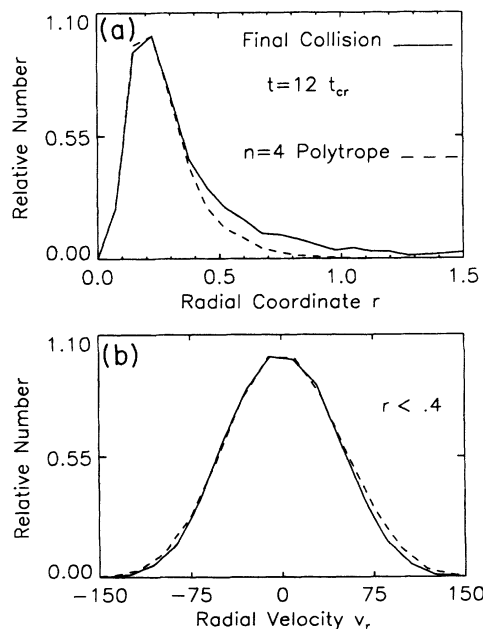 (a)
Final Collision
t=12 t_cr
n=4 Polytrope
1.10
0.55
0.00
Relative Number
0.0 0.5 1.0 1.5
Radial Coordinate r
(b)
r < .4
1.10
0.55
0.00
Relative Number
-150 -75 0 75 150
Radial Velocity v_r